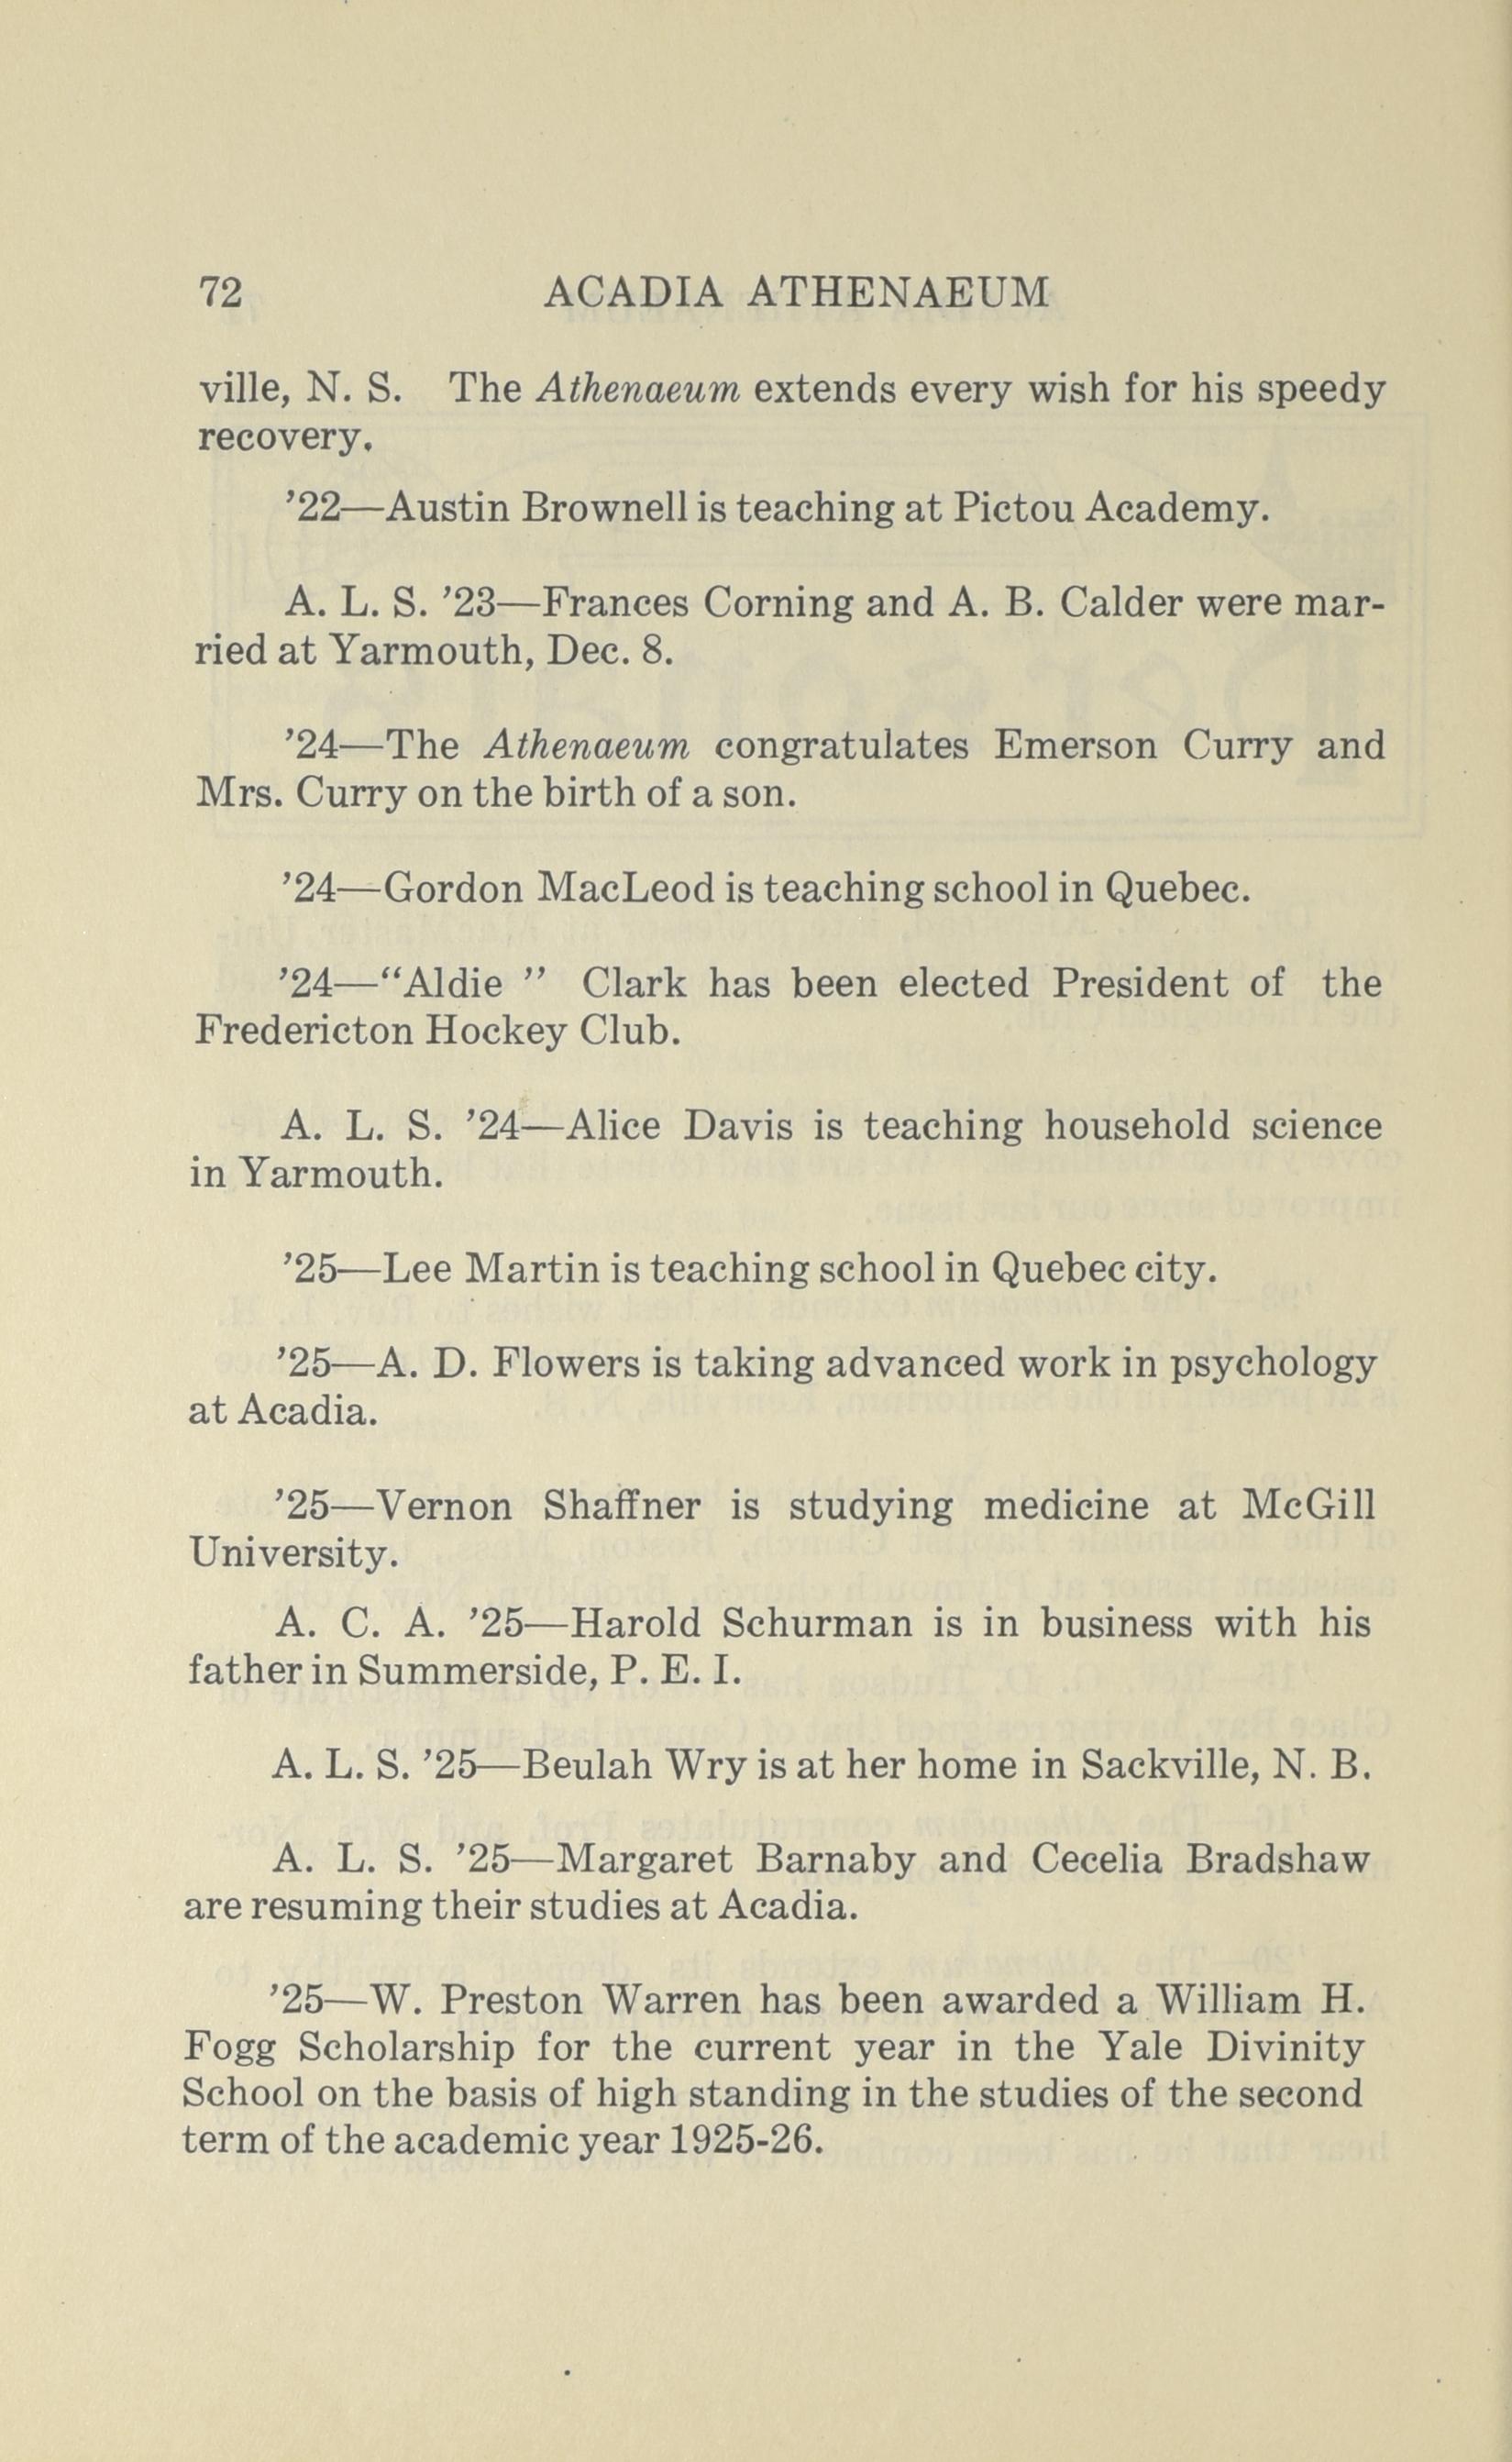 72 ACADIA ATHENAEUM
ville, N. S. The Athenaeum extends every wish for his speedy
recovery.
’22—Austin Brownell is teaching at Pictou Academy.
A. L. S. ’23—Frances Corning and A. B. Calder were mar-
ried at Yarmouth, Dec. 8.
’24—The Athenaeum congratulates Emerson Curry and
Mrs. Curry on the birth of a son.
’24—Gordon MacLeod is teaching school in Quebec.
’24—“Aldie ” Clark has been elected President of the
Fredericton Hockey Club.
A. L. S. ’24—Alice Davis is teaching household science
in Yarmouth.
’25—Lee Martin is teaching school in Quebec city.
’25—A. D. Flowers is taking advanced work in psychology
at Acadia.
’25—Vernon Shaffner is studying medicine at McGill
University.
A. C. A. ’25—Harold Schurman is in business with his
father in Summerside, P. E. I.
A. L. S. ’25—Beulah Wry is at her home in Sackville, N. B.
A. L. S. ’25—Margaret Barnaby and Cecelia Bradshaw
are resuming their studies at Acadia.
’25—W. Preston Warren has been awarded a William H.
Fogg Scholarship for the current year in the Yale Divinity
School on the basis of high standing in the studies of the second
term of the academic year 1925-26.